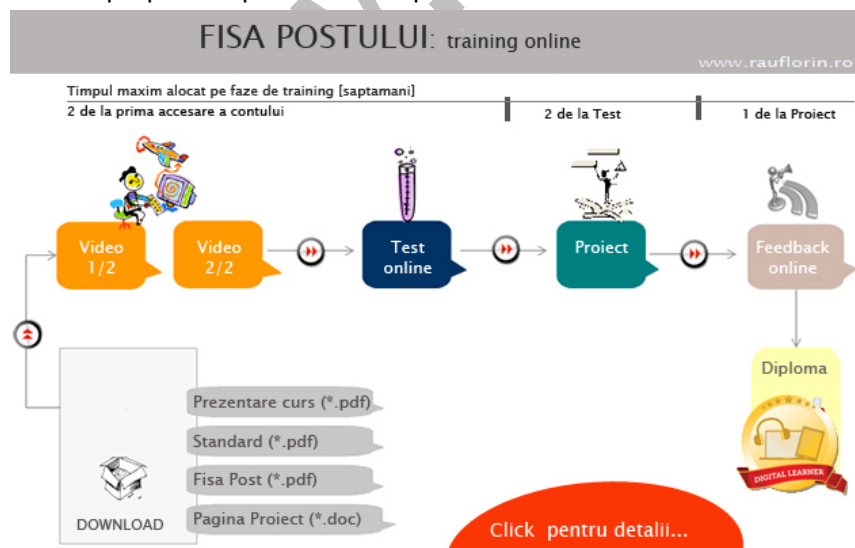 FISA POSTULUI: training online
www.rauflorin.ro
Timpul maxim alocat pe faze de training [saptamani]
2 de la prima accesare a contului
2 de la Test
1 de la Proiect
Video
1/2
Video
2/2
Test
online
Proiect
Feedback
online
Diploma
DIGITAL LEARNER
Prezentare curs (*.pdf)
Standard (*.pdf)
Fisa Post (*.pdf)
Pagina Proiect (*.doc)
DOWNLOAD
Click pentru detalii...